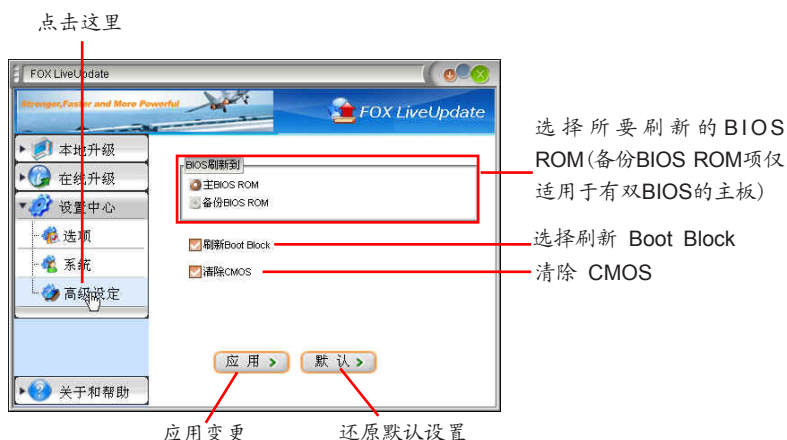 点击这里
FOX LiveUpdate
Stronger,Faster and More Powerful
FOX LiveUpdate
本地升级
在线升级
设置中心
选项
系统
高级设定
关于和帮助
BIOS刷新到
主BIOS ROM
备份BIOS ROM
刷新Boot Block
清除CMOS
应 用
默 认
选择所要刷新的BIOS
ROM(备份BIOS ROM项仅
适用于有双BIOS的主板)
选择刷新 Boot Block
清除 CMOS
应用变更
还原默认设置